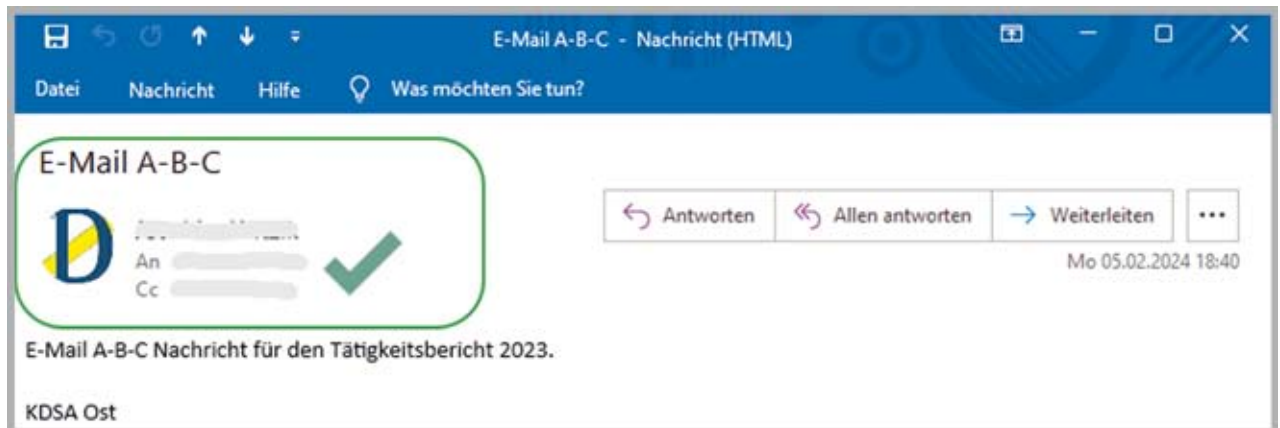 E-Mail A-B-C - Nachricht (HTML)
Datei Nachricht Hilfe Was möchten Sie tun?
E-Mail A-B-C
D
An
Cc
Antworten Allen antworten Weiterleiten ...
Mo 05.02.2024 18:40
E-Mail A-B-C Nachricht für den Tätigkeitsbericht 2023.
KDSA Ost